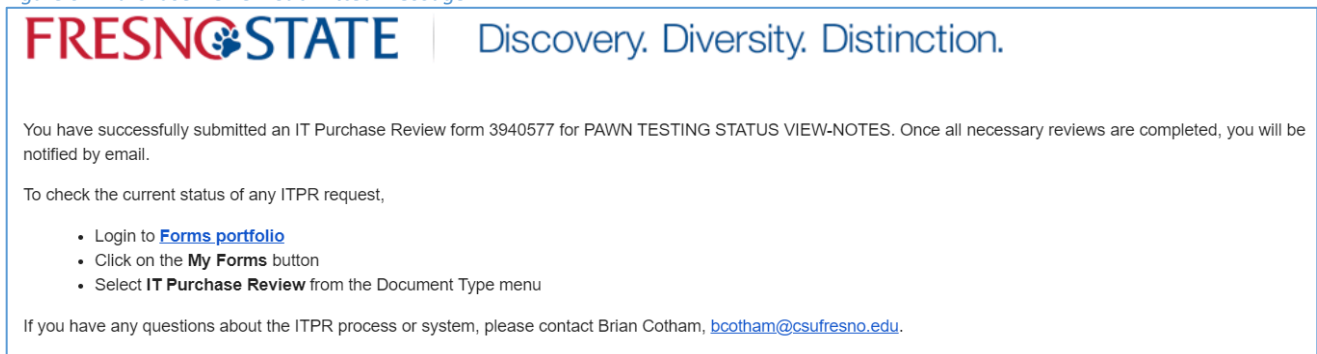 FRESNO STATE Discovery. Diversity. Distinction.
You have successfully submitted an IT Purchase Review form 3940577 for PAWN TESTING STATUS VIEW-NOTES. Once all necessary reviews are completed, you will be
notified by email.
To check the current status of any ITPR request,
• Login to Forms portfolio
• Click on the My Forms button
• Select IT Purchase Review from the Document Type menu
If you have any questions about the ITPR process or system, please contact Brian Cotham, bcotham@csufresno.edu.